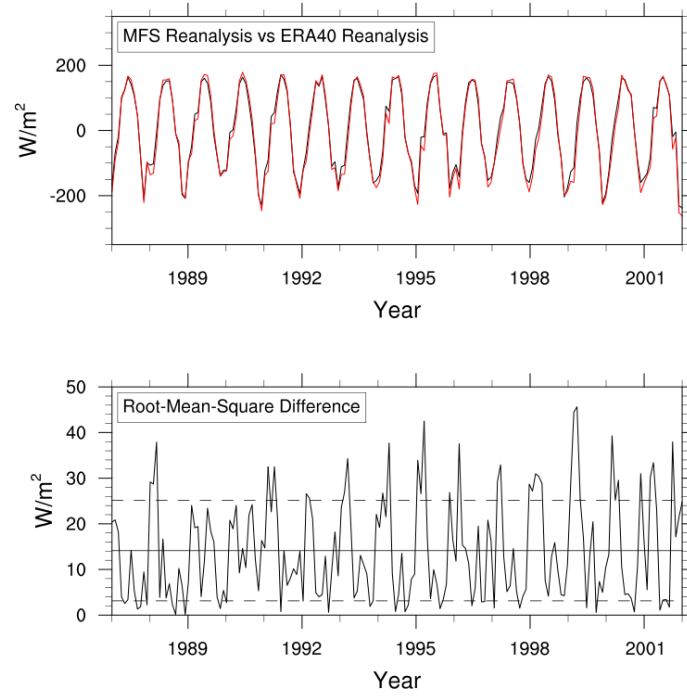 MFS Reanalysis vs ERA40 Reanalysis
200
0
-200
W/m²
1989 1992 1995 1998 2001
Year
Root-Mean-Square Difference
50
40
30
20
10
0
W/m²
1989 1992 1995 1998 2001
Year